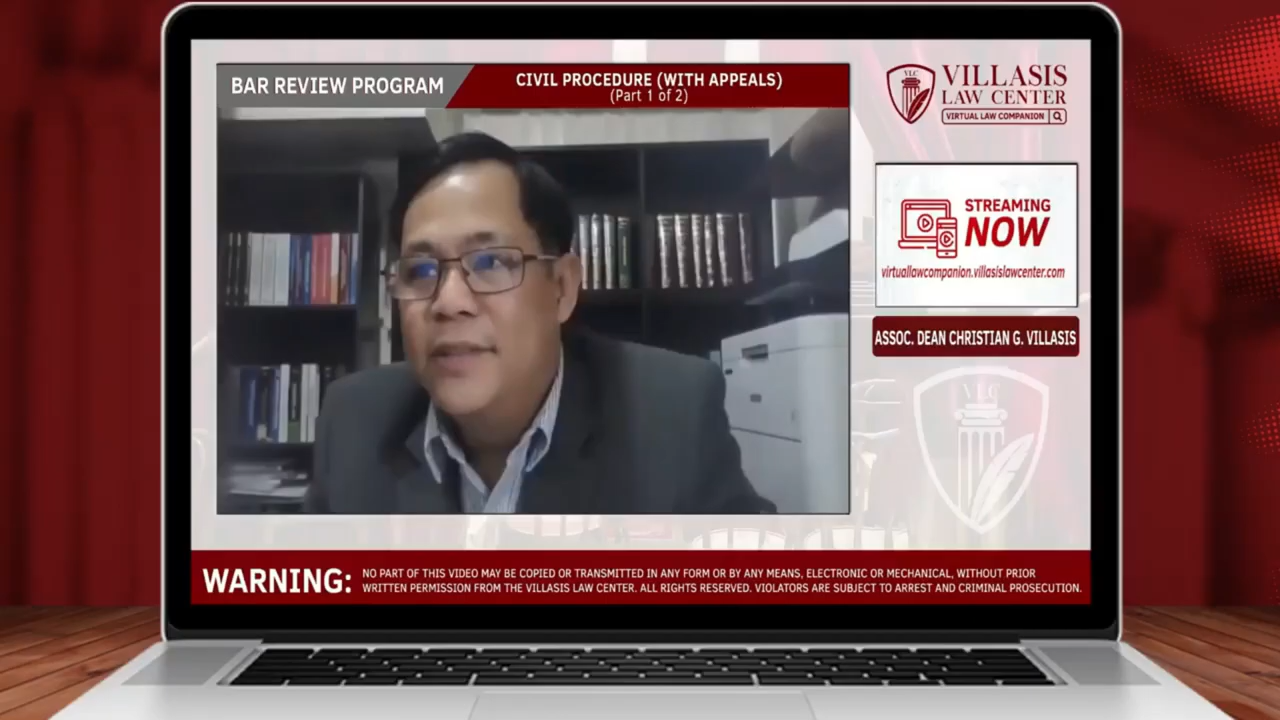 BAR REVIEW PROGRAM
CIVIL PROCEDURE (WITH APPEALS)
(Part 1 of 2)
VLC
VILLASIS
LAW CENTER
VIRTUAL LAW COMPANION
STREAMING
NOW
virtuallawcompanion.villasislawcenter.com
ASSOC. DEAN CHRISTIAN G. VILLASIS
VLC
WARNING:
NO PART OF THIS VIDEO MAY BE COPIED OR TRANSMITTED IN ANY FORM OR BY ANY MEANS, ELECTRONIC OR MECHANICAL, WITHOUT PRIOR
WRITTEN PERMISSION FROM THE VILLASIS LAW CENTER. ALL RIGHTS RESERVED. VIOLATORS ARE SUBJECT TO ARREST AND CRIMINAL PROSECUTION.